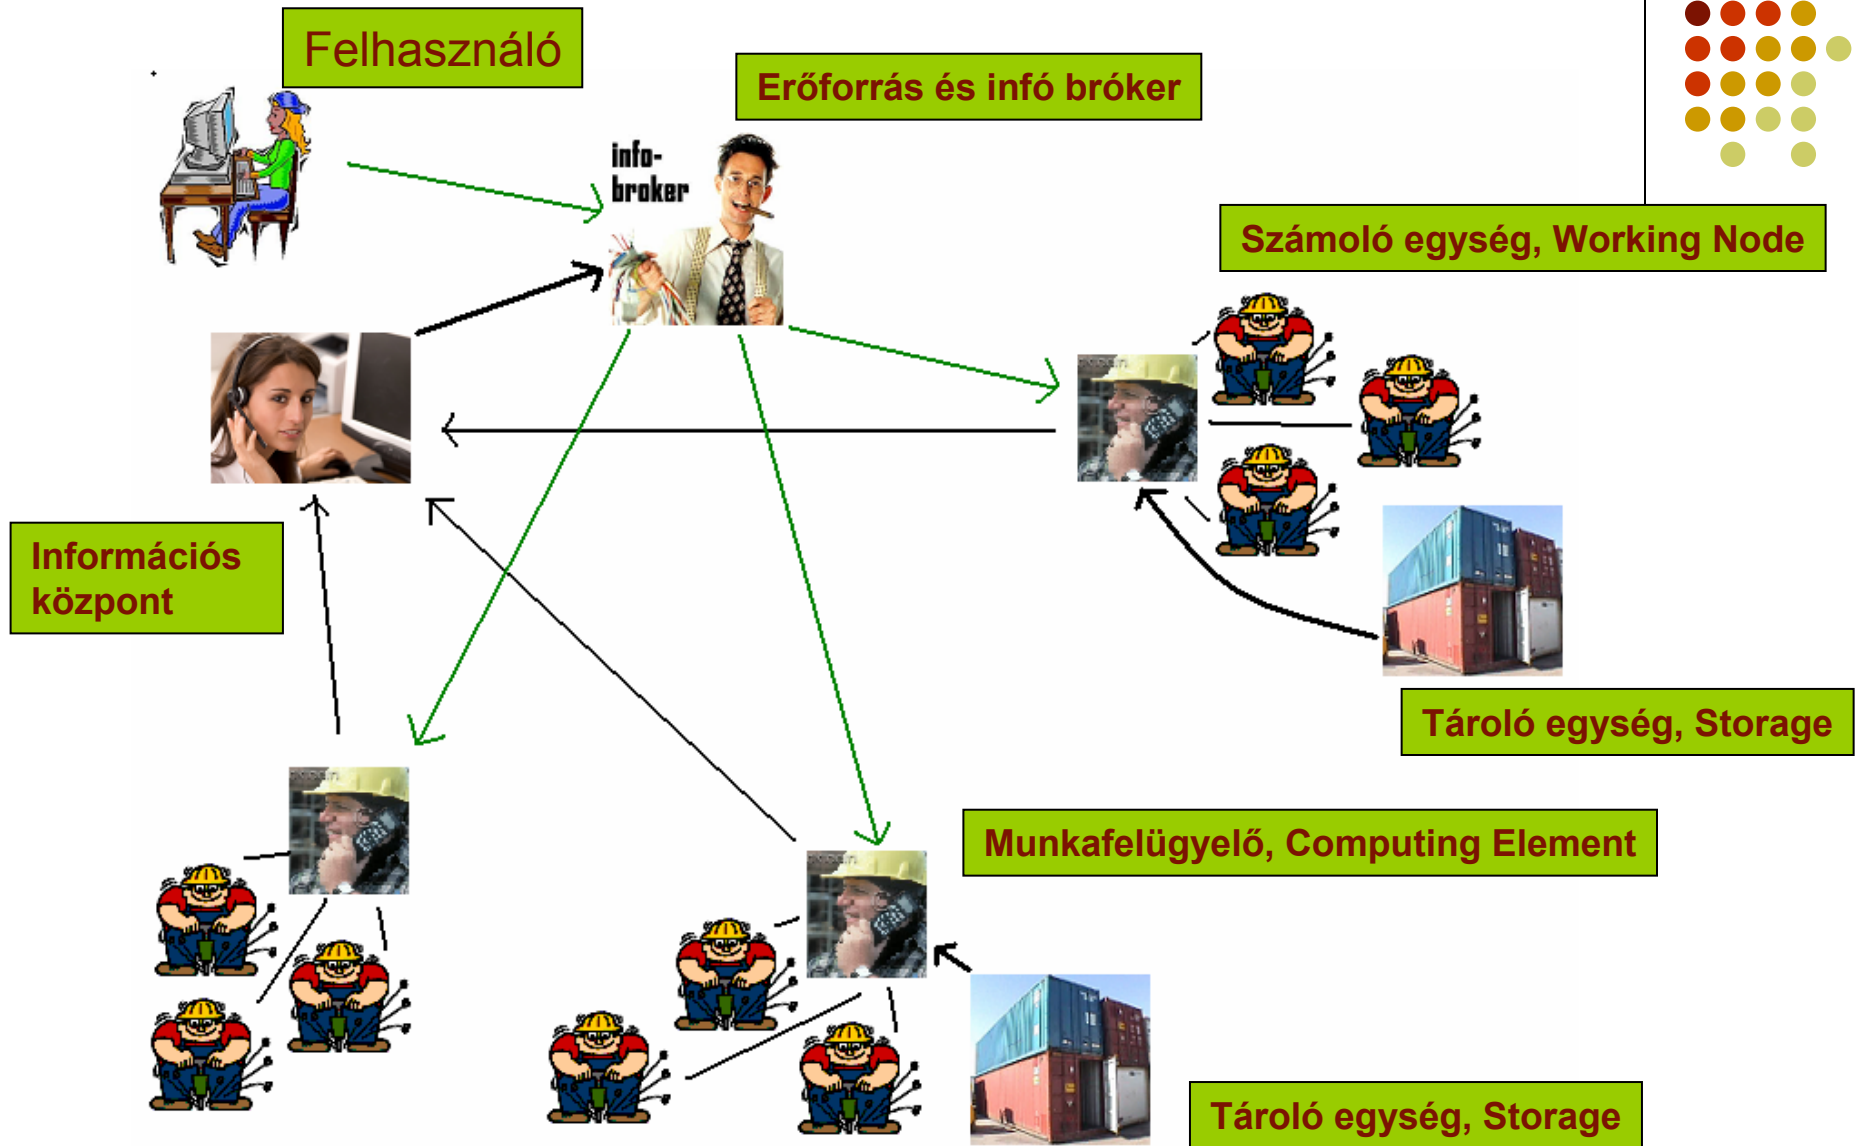 Felhasználó
Erőforrás és infó bróker
info-
broker
Számoló egység, Working Node
Információs
központ
Tároló egység, Storage
Munkafelügyelő, Computing Element
Tároló egység, Storage